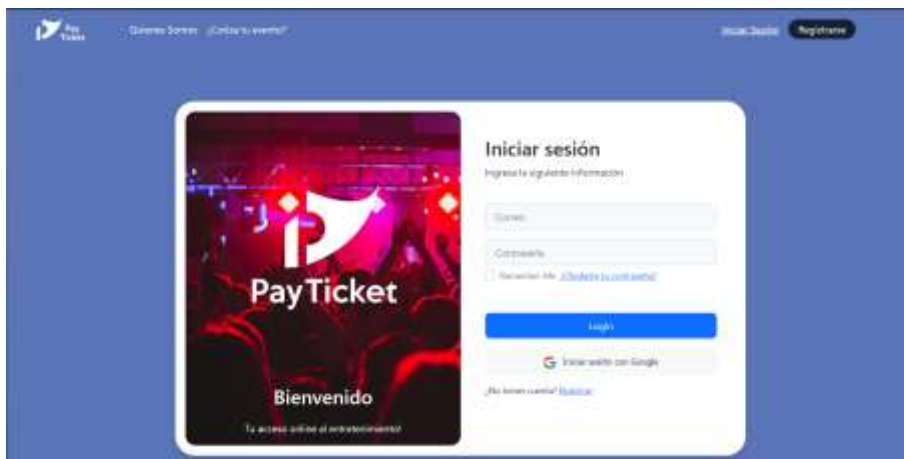 Pay
Ticket
Quienes Somos ¿Cotiza tu evento?
Iniciar Sesión
Registrarse
Iniciar sesión
Ingresa la siguiente información
Correo
Contraseña
Remember Me ¿Olvidaste tu contraseña?
Login
Iniciar sesión con Google
¿No tienes cuenta? Registrar
PayTicket
Bienvenido
Tu acceso online al entretenimiento!